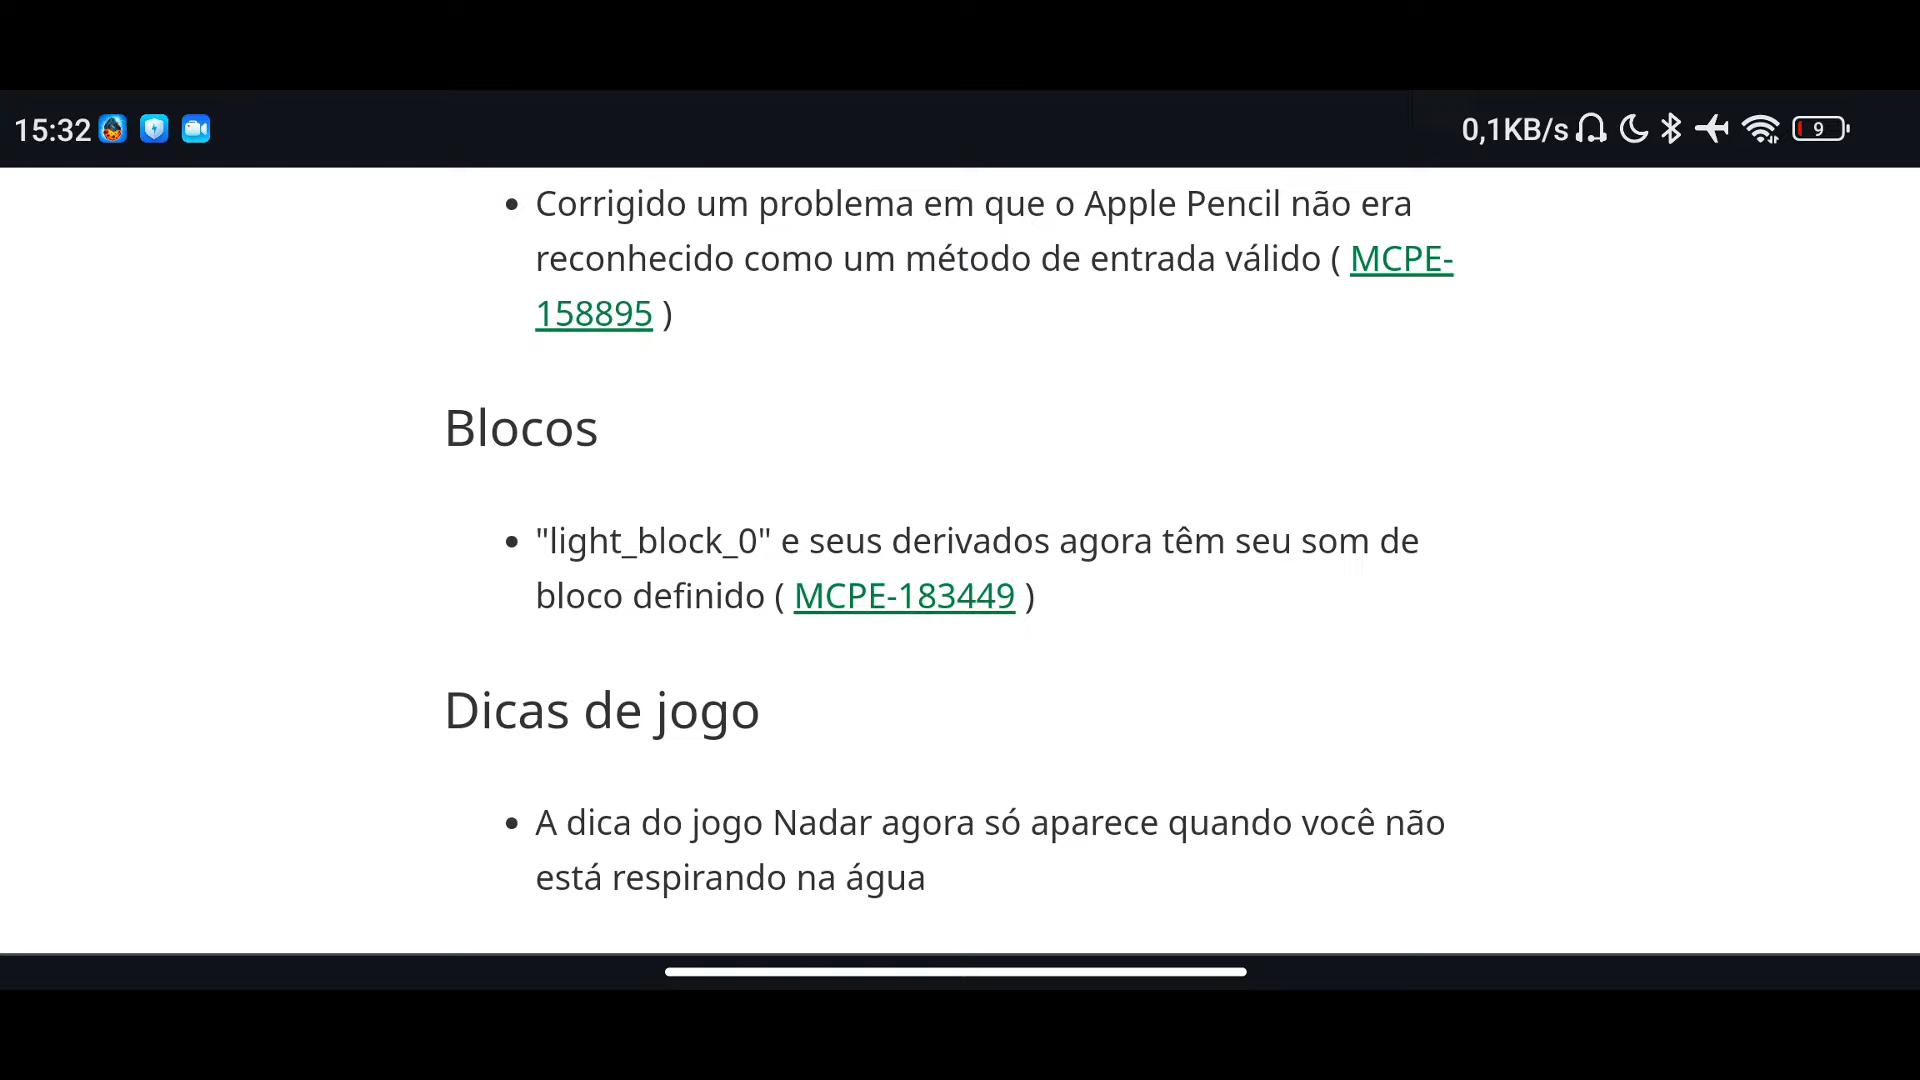 15:32
0,1KB/s
9
• Corrigido um problema em que o Apple Pencil não era
reconhecido como um método de entrada válido ( MCPE-
158895 )
Blocos
• "light_block_0" e seus derivados agora têm seu som de
bloco definido ( MCPE-183449 )
Dicas de jogo
• A dica do jogo Nadar agora só aparece quando você não
está respirando na água